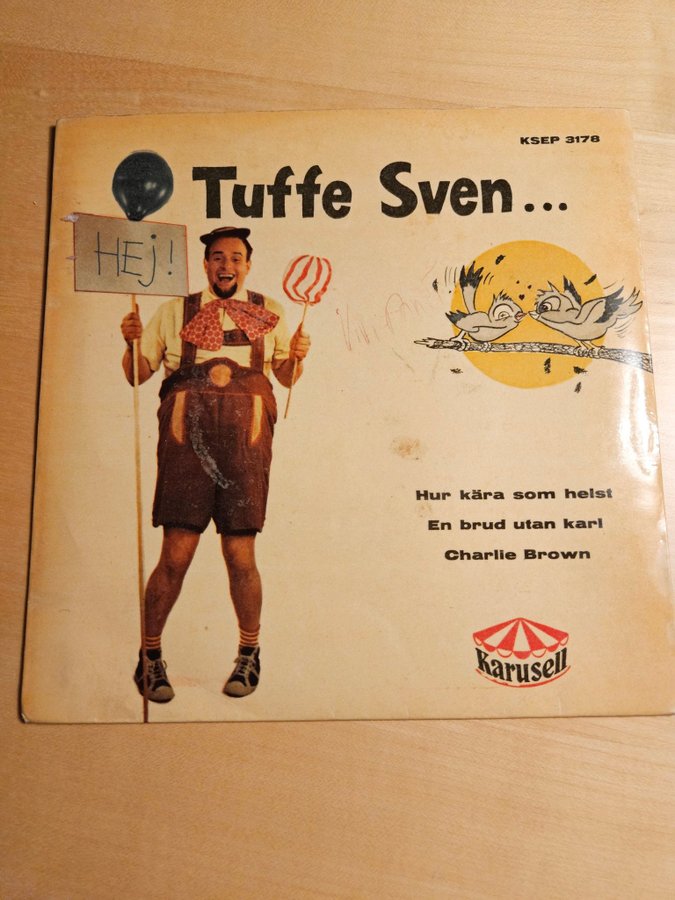 KSEP 3178
Tuffe Sven...
HEJ!
Hur kära som helst
En brud utan karl
Charlie Brown
Karusell